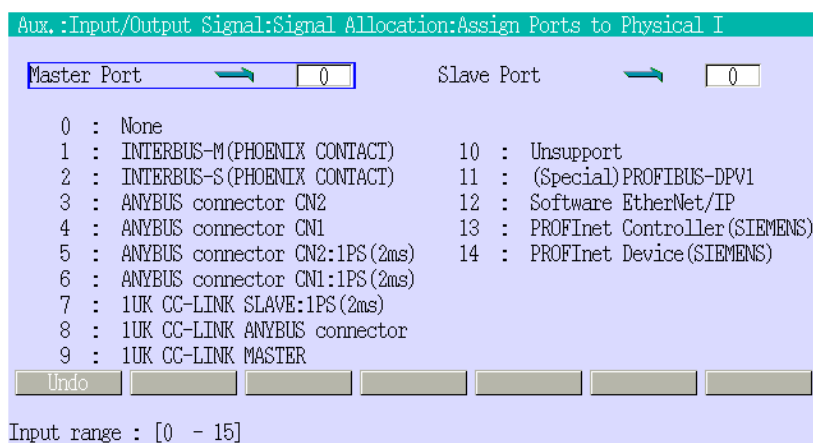 Aux.:Input/Output Signal:Signal Allocation:Assign Ports to Physical I
Master Port 0 Slave Port 0
0 : None
1 : INTERBUS-M(PHOENIX CONTACT)
2 : INTERBUS-S(PHOENIX CONTACT)
3 : ANYBUS connector CN2
4 : ANYBUS connector CN1
5 : ANYBUS connector CN2:1PS(2ms)
6 : ANYBUS connector CN1:1PS(2ms)
7 : 1UK CC-LINK SLAVE:1PS(2ms)
8 : 1UK CC-LINK ANYBUS connector
9 : 1UK CC-LINK MASTER
10 : Unsupport
11 : (Special)PROFIBUS-DPV1
12 : Software EtherNet/IP
13 : PROFInet Controller(SIEMENS)
14 : PROFInet Device(SIEMENS)
Undo
Input range : [0 - 15]